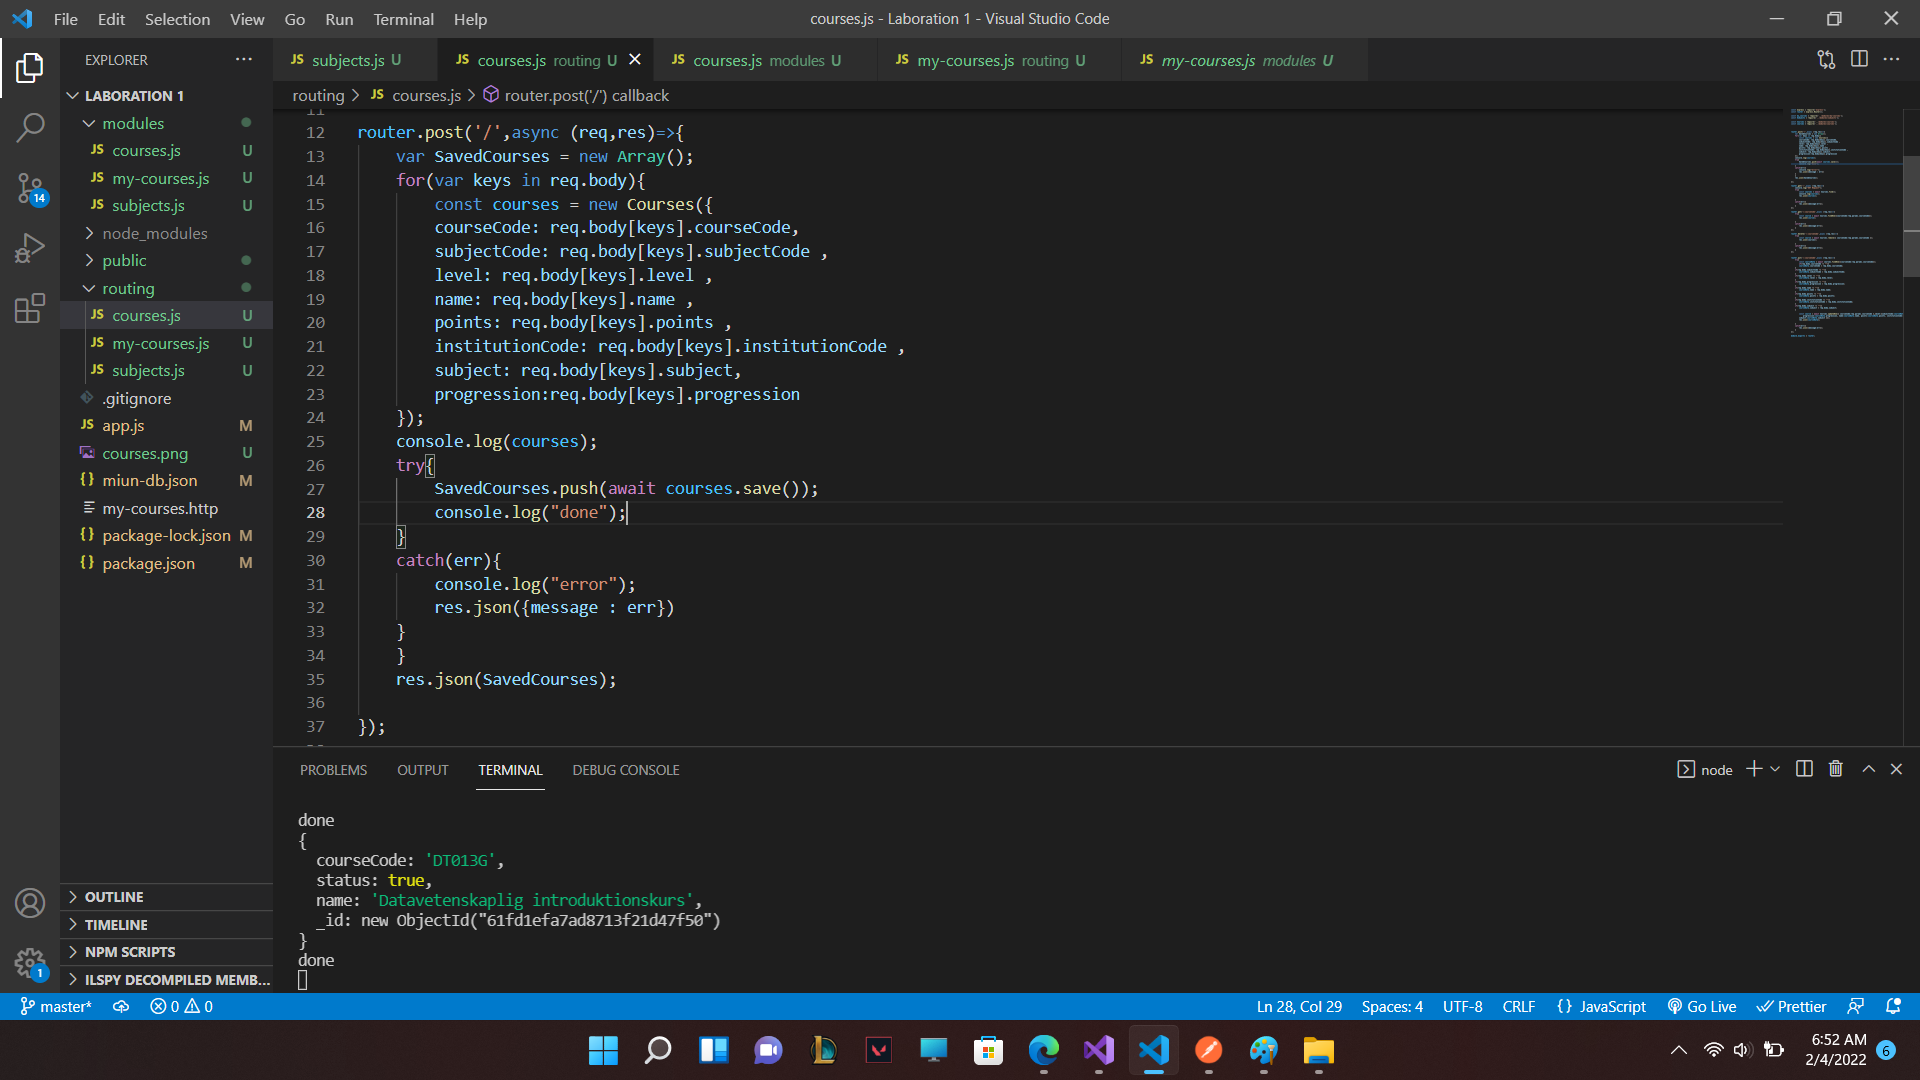 File Edit Selection View Go Run Terminal Help
courses.js - Laboration 1 - Visual Studio Code
EXPLORER
LABORATION 1
modules
JS courses.js U
JS my-courses.js U
JS subjects.js U
node_modules
public
routing
JS courses.js U
JS my-courses.js U
JS subjects.js U
.gitignore
JS app.js M
courses.png U
{} miun-db.json M
my-courses.http
{} package-lock.json M
{} package.json M
OUTLINE
TIMELINE
NPM SCRIPTS
ILSPY DECOMPILED MEMB...
14
1
JS subjects.js U
JS courses.js routing U
JS courses.js modules U
JS my-courses.js routing U
JS my-courses.js modules U
routing > JS courses.js > router.post('/') callback
11
12 router.post('/',async (req,res)=>{
13 var SavedCourses = new Array();
14 for(var keys in req.body){
15 const courses = new Courses({
16 courseCode: req.body[keys].courseCode,
17 subjectCode: req.body[keys].subjectCode ,
18 level: req.body[keys].level ,
19 name: req.body[keys].name ,
20 points: req.body[keys].points ,
21 institutionCode: req.body[keys].institutionCode ,
22 subject: req.body[keys].subject,
23 progression:req.body[keys].progression
24 });
25 console.log(courses);
26 try{
27 SavedCourses.push(await courses.save());
28 console.log("done");
29 }
30 catch(err){
31 console.log("error");
32 res.json({message : err})
33 }
34 }
35 res.json(SavedCourses);
36
37 });
PROBLEMS OUTPUT TERMINAL DEBUG CONSOLE
node
done
{
courseCode: 'DT013G',
status: true,
name: 'Datavetenskaplig introduktionskurs',
_id: new ObjectId("61fd1efa7ad8713f21d47f50")
}
done
master* 0 0
Ln 28, Col 29 Spaces: 4 UTF-8 CRLF {} JavaScript Go Live Prettier
6:52 AM
2/4/2022
6